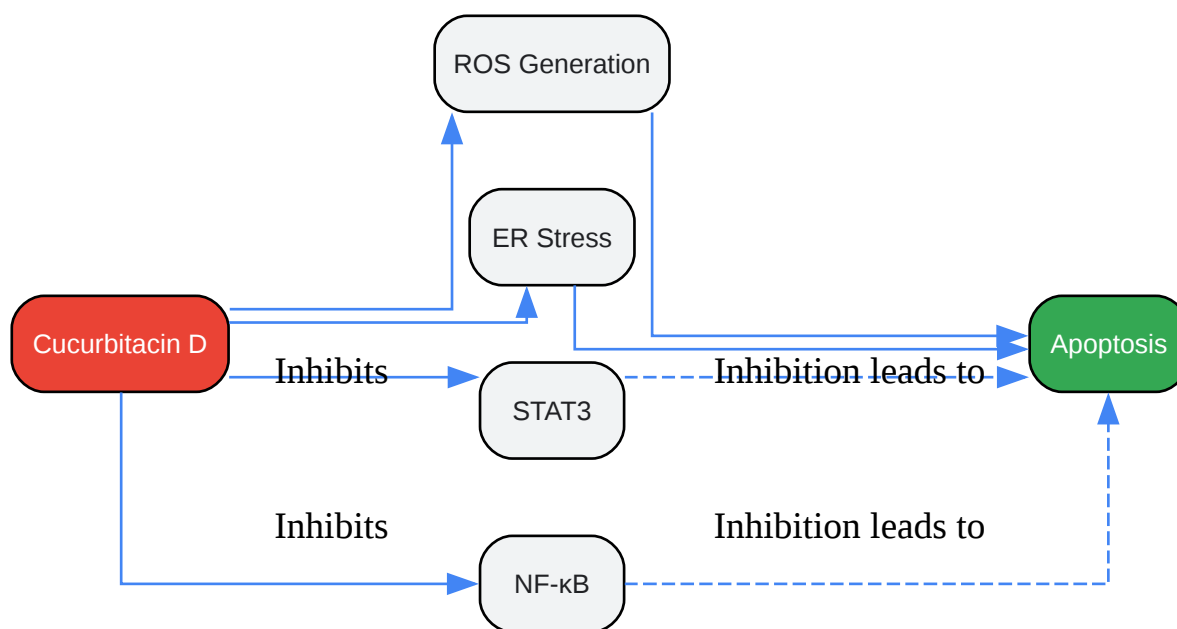 ROS Generation
ER Stress
Cucurbitacin D
Apoptosis
Inhibits
Inhibition leads to
STAT3
Inhibits
Inhibition leads to
NF-κB